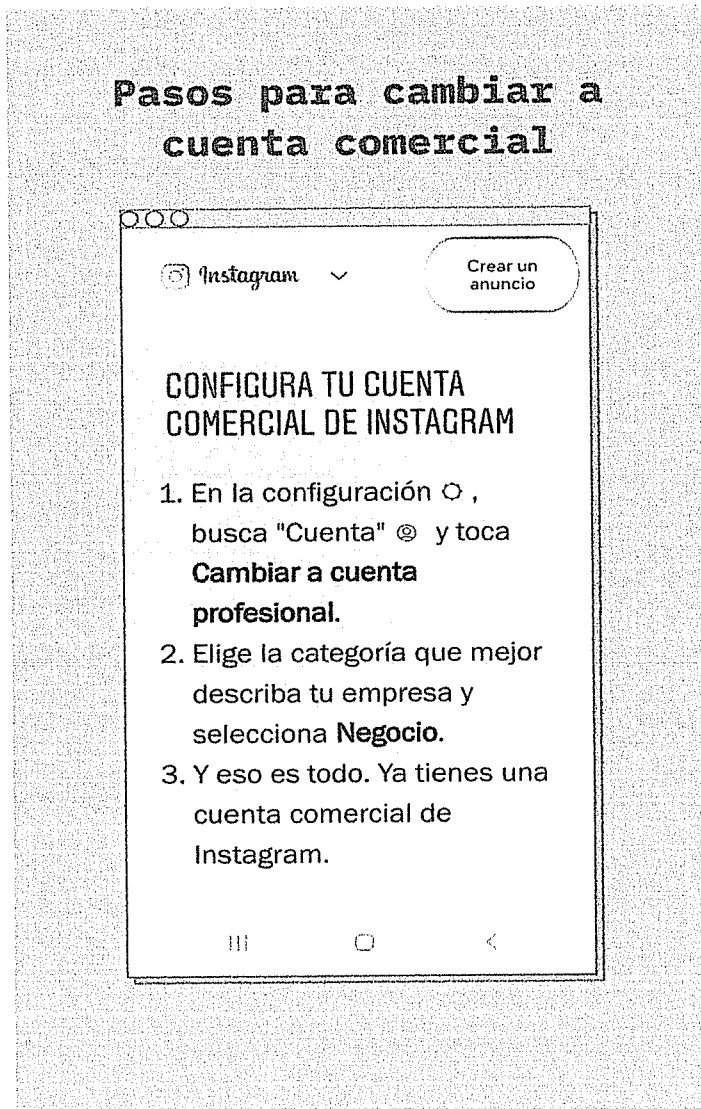 Pasos para cambiar a
cuenta comercial
Instagram
Crear un
anuncio
CONFIGURA TU CUENTA
COMERCIAL DE INSTAGRAM
1. En la configuración ,
busca "Cuenta" y toca
Cambiar a cuenta
profesional.
2. Elige la categoría que mejor
describa tu empresa y
selecciona Negocio.
3. Y eso es todo. Ya tienes una
cuenta comercial de
Instagram.